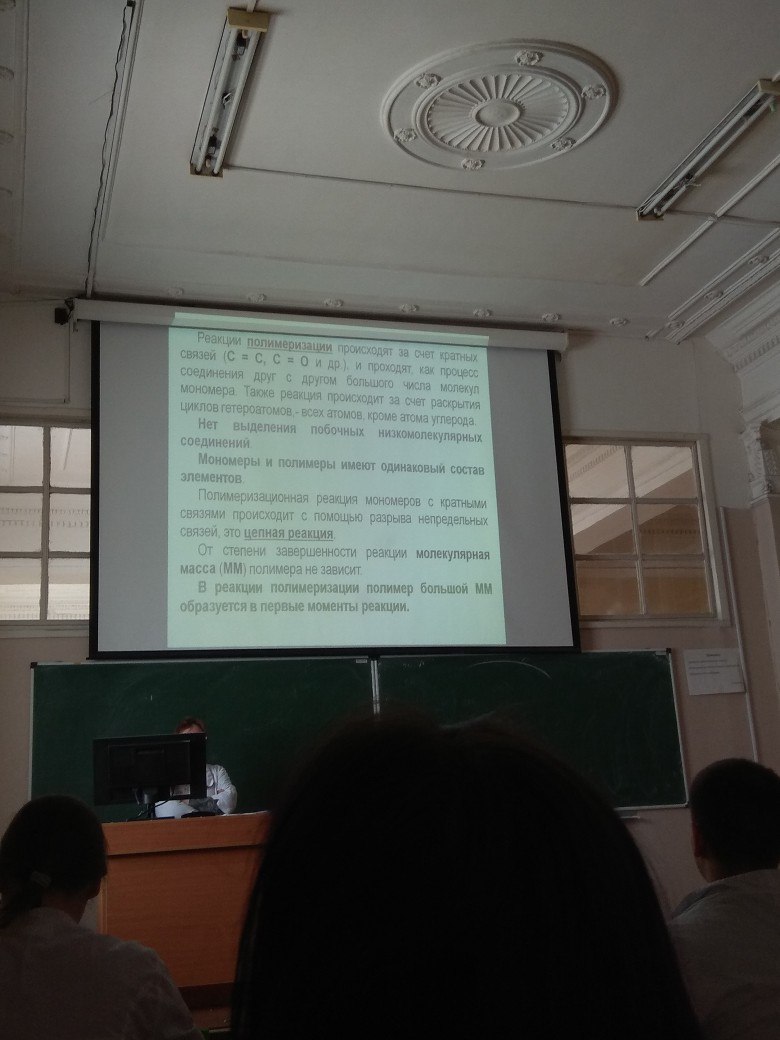 Реакции полимеризации происходят за счет кратных
связей (C = C, C = O и др.), и проходят, как процесс
соединения друг с другом большого числа молекул
мономера. Также реакция происходит за счет раскрытия
циклов гетероатомов,- всех атомов, кроме атома углерода.
Нет выделения побочных низкомолекулярных
соединений.
Мономеры и полимеры имеют одинаковый состав
элементов.
Полимеризационная реакция мономеров с кратными
связями происходит с помощью разрыва непредельных
связей, это цепная реакция.
От степени завершенности реакции молекулярная
масса (ММ) полимера не зависит.
В реакции полимеризации полимер большой ММ
образуется в первые моменты реакции.